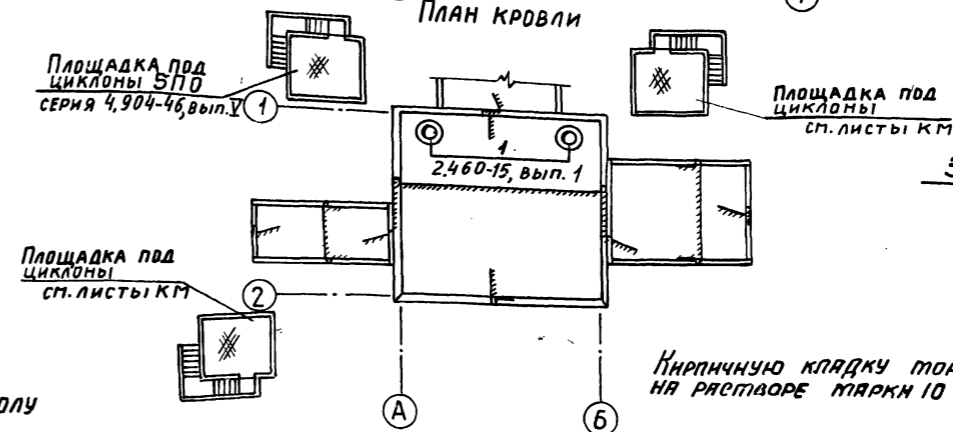 План кровли
Площадка под
циклоны 5ПО
серия 4.904-46, вып. V
1
Площадка под
циклоны
см. листы КМ
1
2.460-15, вып. 1
Площадка под
циклоны
см. листы КМ
2
Кирпичную кладку
на растворе марки 10
А
Б